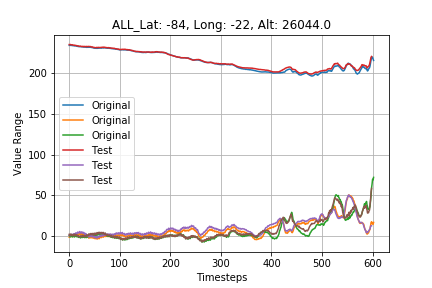 ALL_Lat: -84, Long: -22, Alt: 26044.0
Value Range
200
150
100
50
0
Original
Original
Original
Test
Test
Test
0 100 200 300 400 500 600
Timesteps